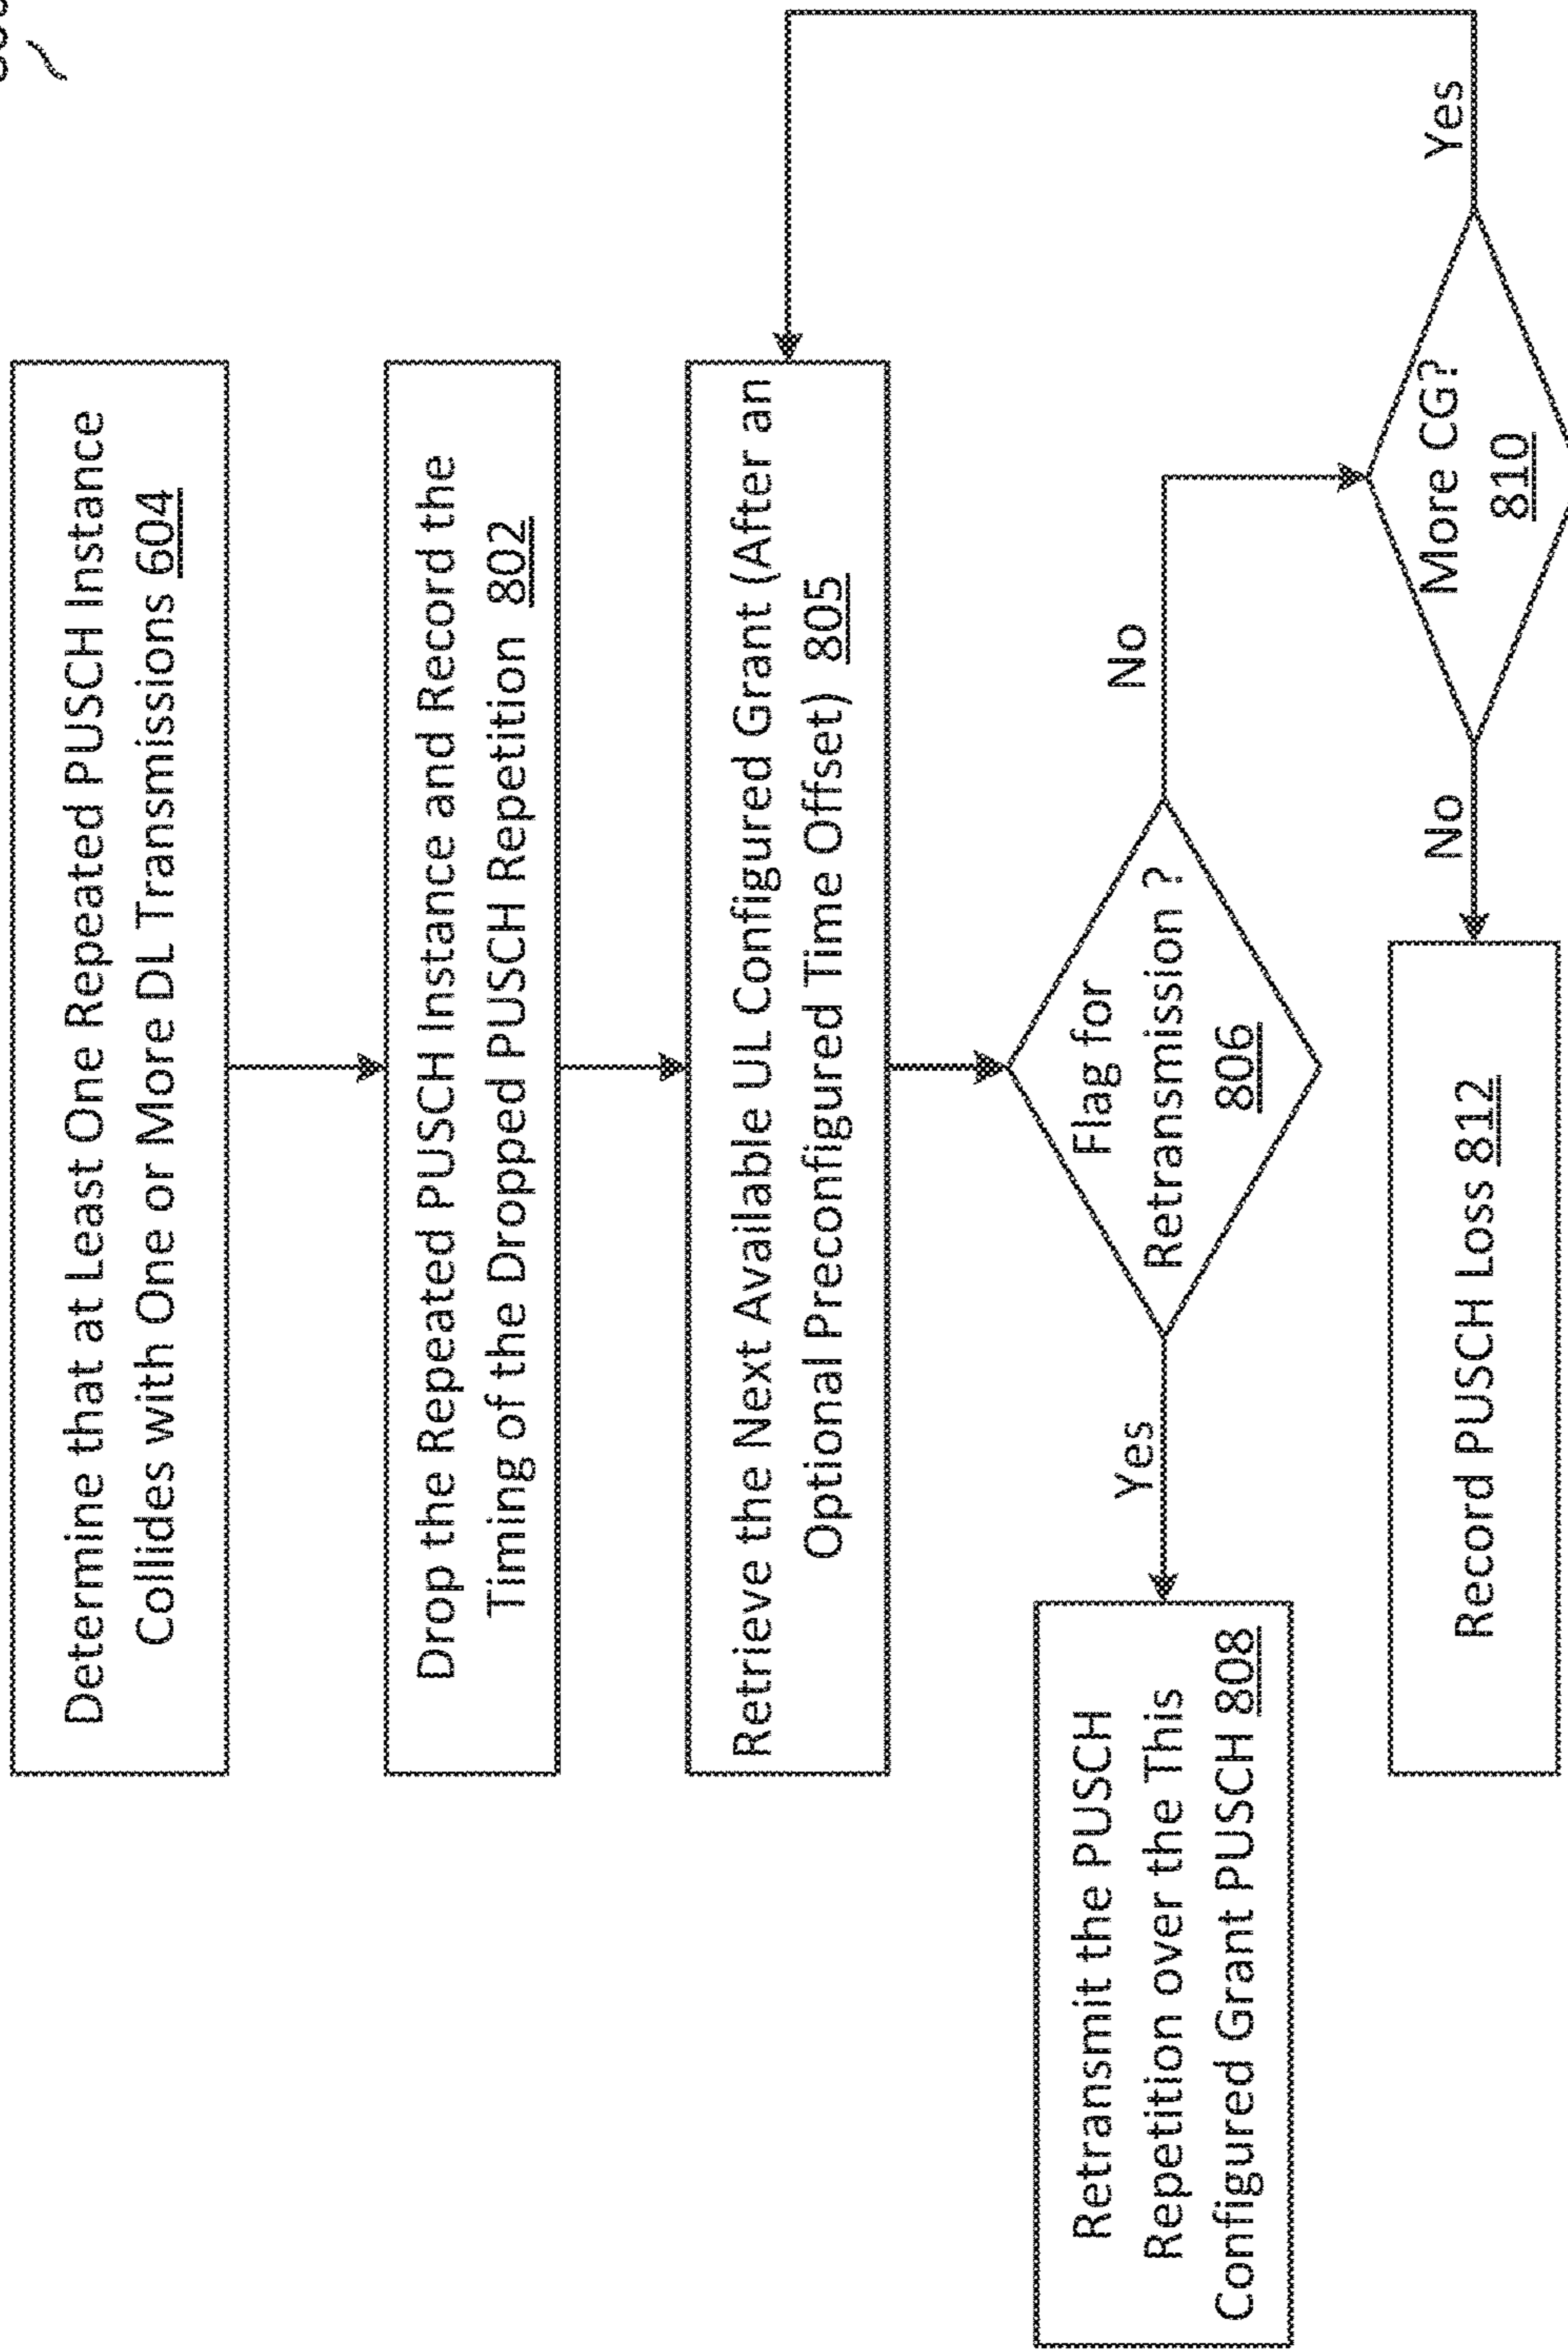 Determine that at Least One Repeated PUSCH Instance
Collides with One or More DL Transmissions 604
Drop the Repeated PUSCH Instance and Record the
Timing of the Dropped PUSCH Repetition 802
Retrieve the Next Available UL Configured Grant (After an
Optional Preconfigured Time Offset) 805
Flag for
Retransmission ?
806
Yes
No
Retransmit the PUSCH
Repetition over the This
Configured Grant PUSCH 808
More CG?
810
Yes
No
Record PUSCH Loss 812